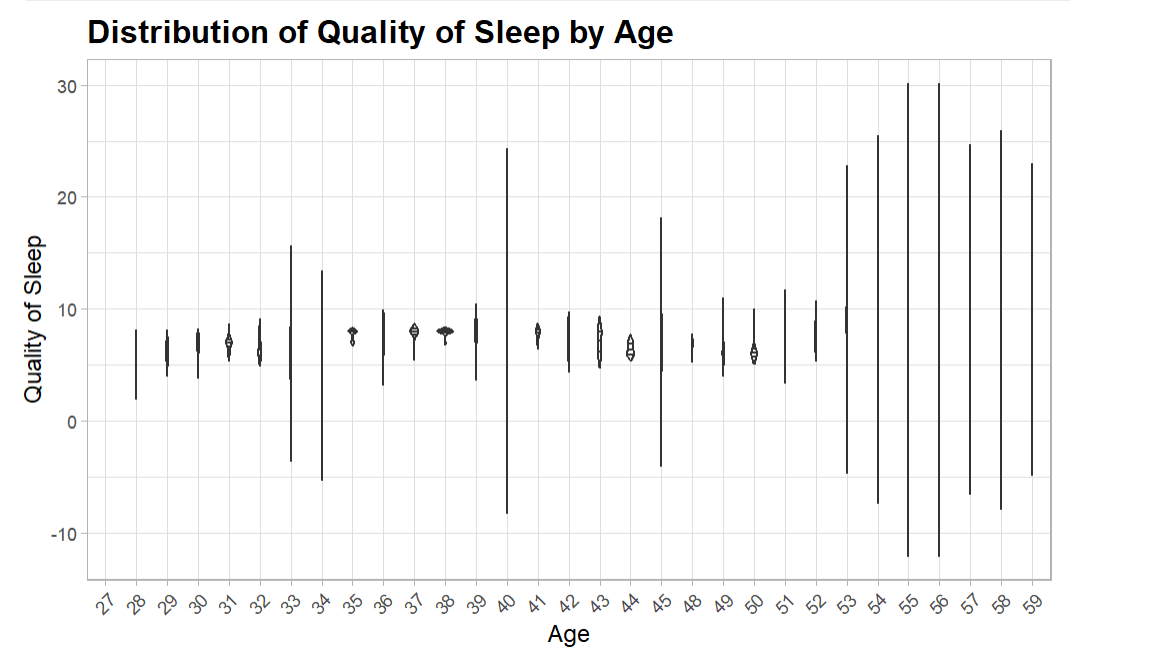 Distribution of Quality of Sleep by Age
Quality of Sleep
30
20
10
0
-10
27 28 29 30 31 32 33 34 35 36 37 38 39 40 41 42 43 44 45 48 49 50 51 52 53 54 55 56 57 58 59
Age